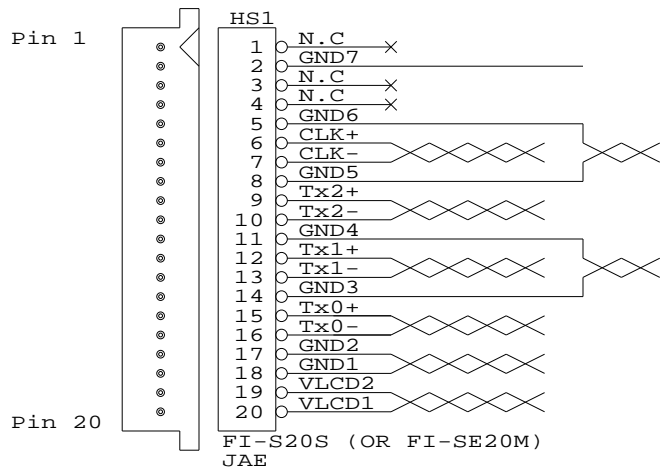 HS1
Pin 1
1 N.C
2 GND7
3 N.C
4 N.C
5 GND6
6 CLK+
7 CLK-
8 GND5
9 Tx2+
10 Tx2-
11 GND4
12 Tx1+
13 Tx1-
14 GND3
15 Tx0+
16 Tx0-
17 GND2
18 GND1
19 VLCD2
20 VLCD1
Pin 20
FI-S20S (OR FI-SE20M)
JAE